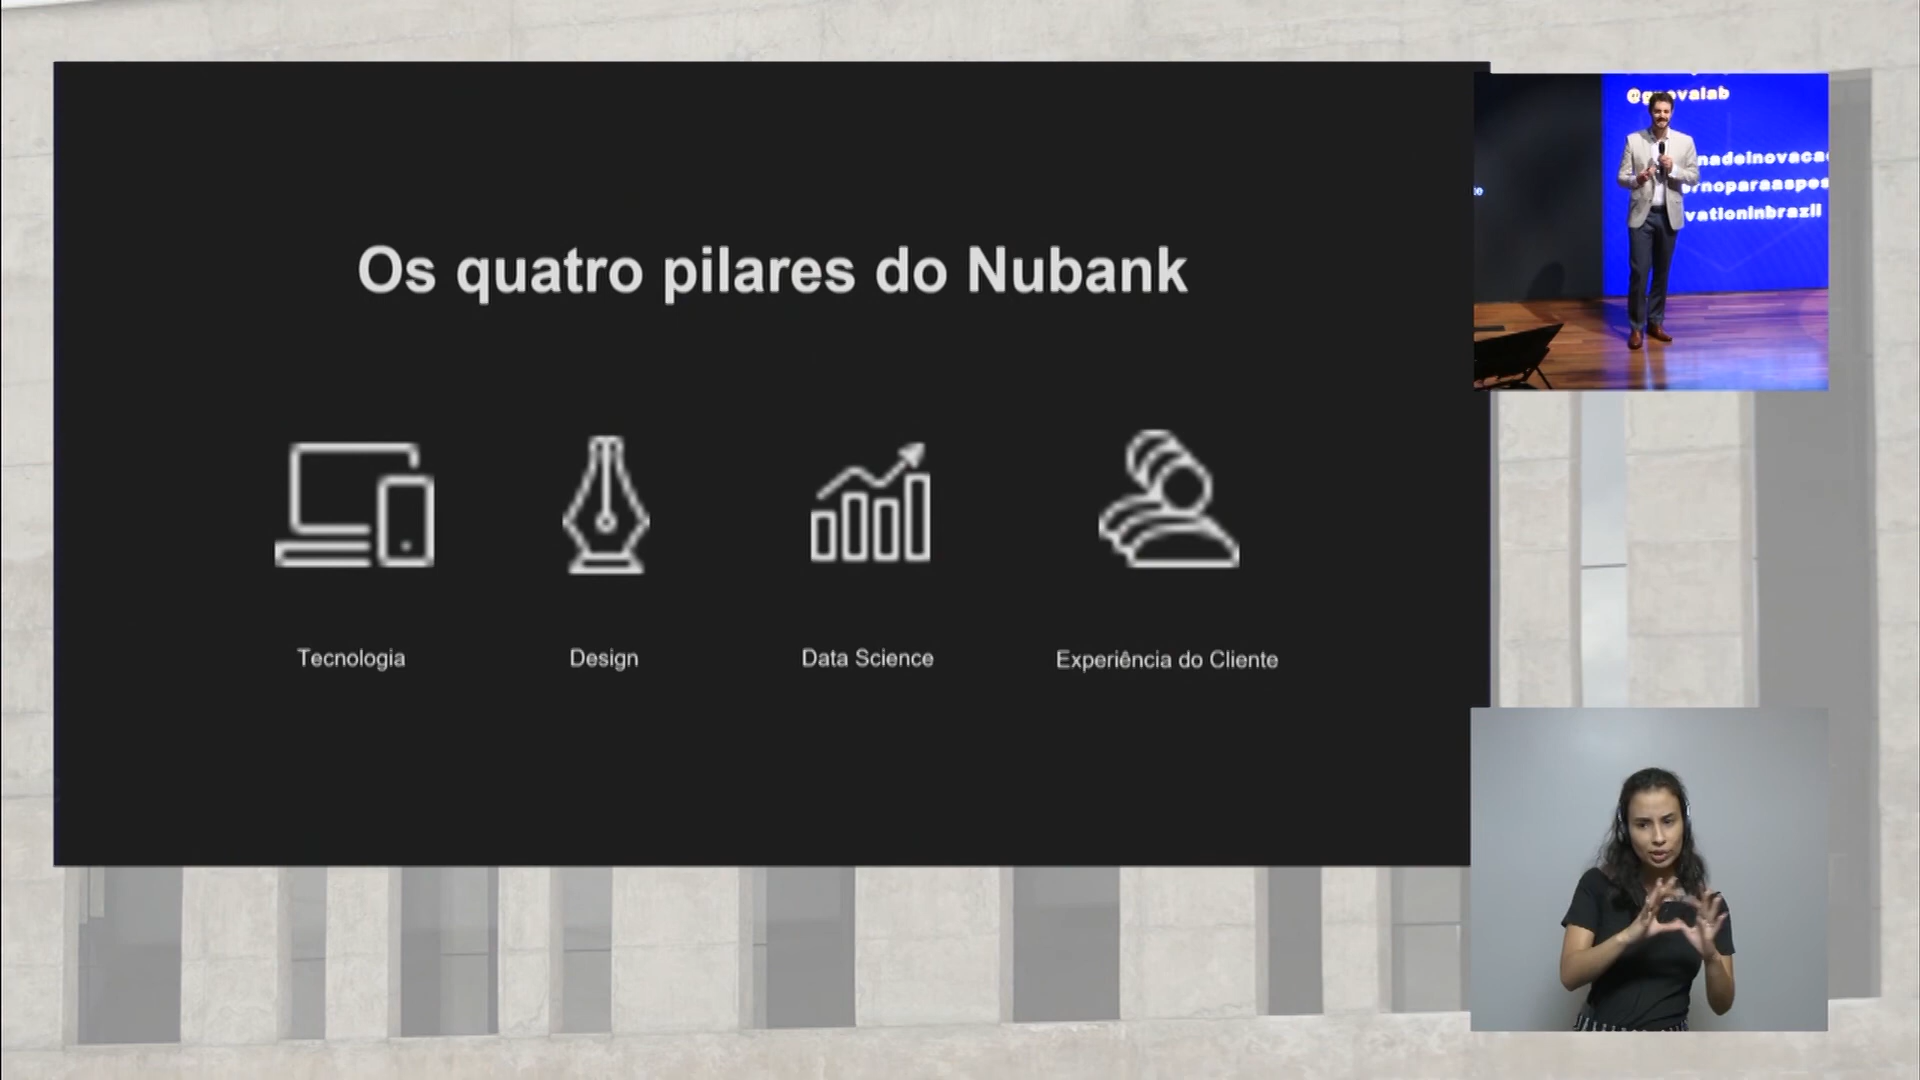 Os quatro pilares do Nubank
Tecnologia
Design
Data Science
Experiência do Cliente